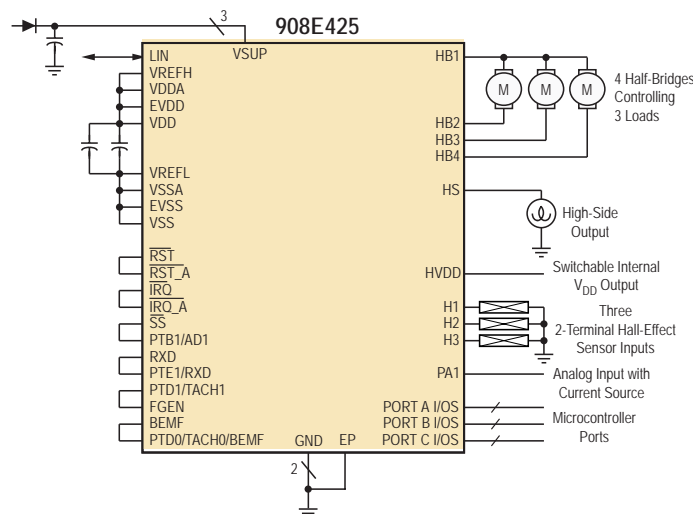 908E425
3
VSUP
LIN
VREFH
VDDA
EVDD
VDD
VREFL
VSSA
EVSS
VSS
RST
RST_A
IRQ
IRQ_A
SS
PTB1/AD1
RXD
PTE1/RXD
PTD1/TACH1
FGEN
BEMF
PTD0/TACH0/BEMF
GND
EP
2
HB1
HB2
HB3
HB4
HS
HVDD
H1
H2
H3
PA1
PORT A I/OS
PORT B I/OS
PORT C I/OS
M
M
M
4 Half-Bridges
Controlling
3 Loads
High-Side
Output
Switchable Internal
VDD Output
Three
2-Terminal Hall-Effect
Sensor Inputs
Analog Input with
Current Source
Microcontroller
Ports